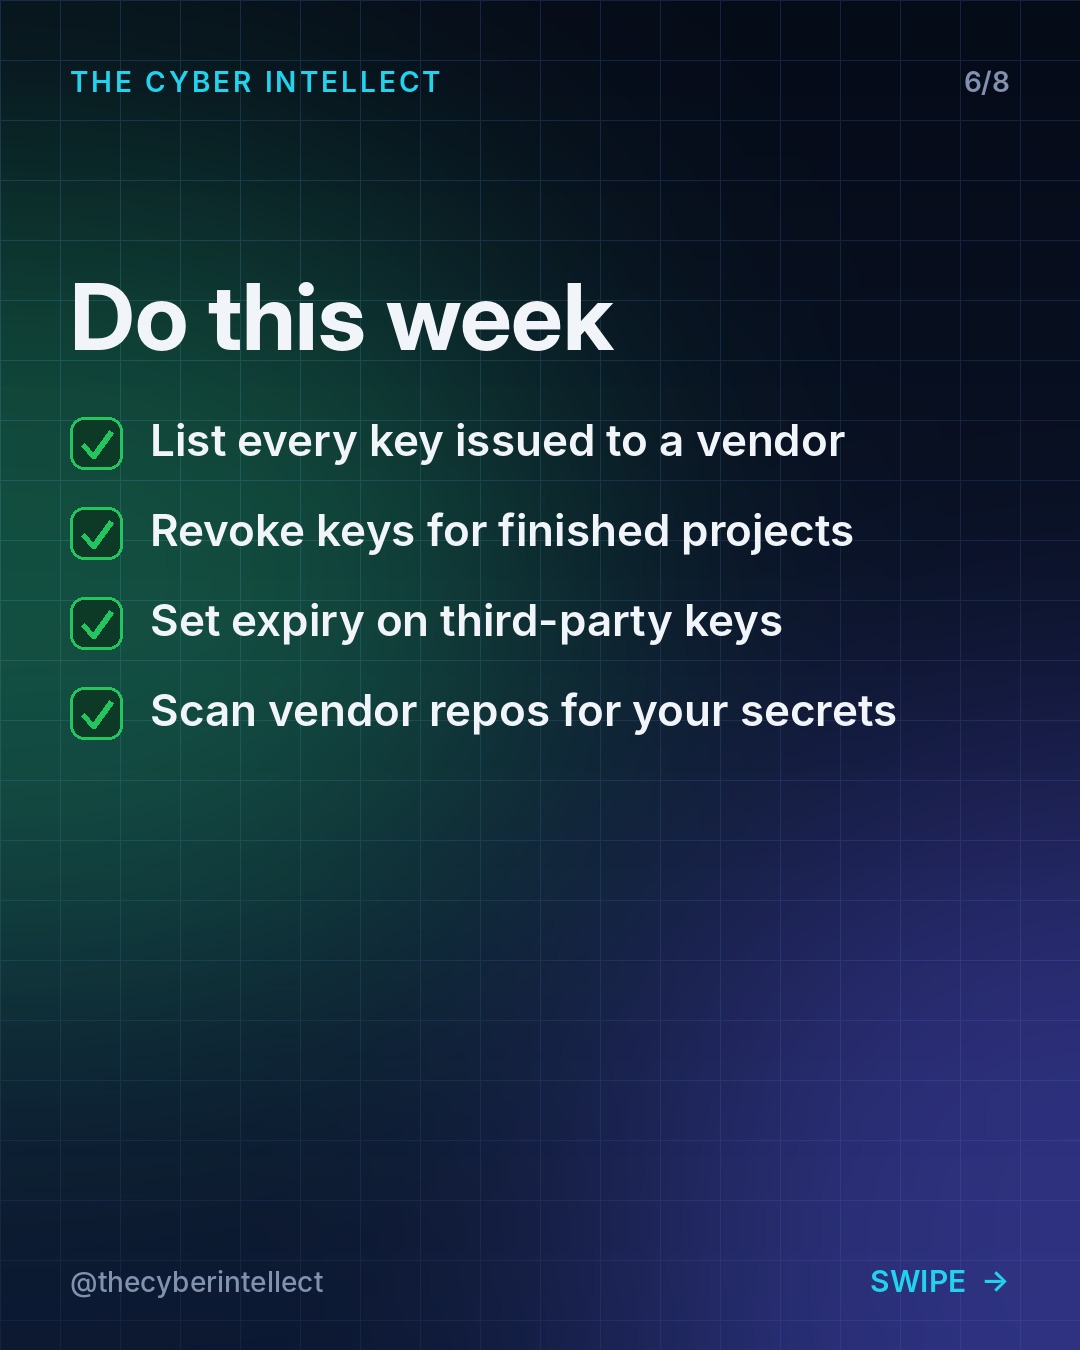 THE CYBER INTELLECT
6/8
Do this week
List every key issued to a vendor
Revoke keys for finished projects
Set expiry on third-party keys
Scan vendor repos for your secrets
@thecyberintellect
SWIPE →